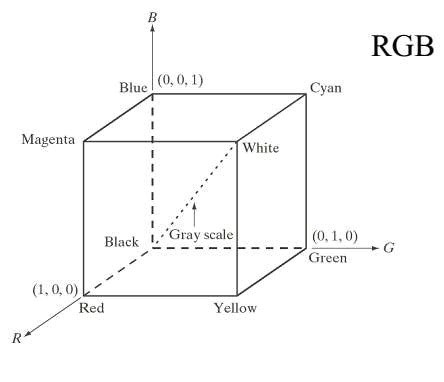 B
RGB
Blue
(0, 0, 1)
Cyan
Magenta
White
Black
Gray scale
(0, 1, 0)
G
Green
(1, 0, 0)
Red
Yellow
R